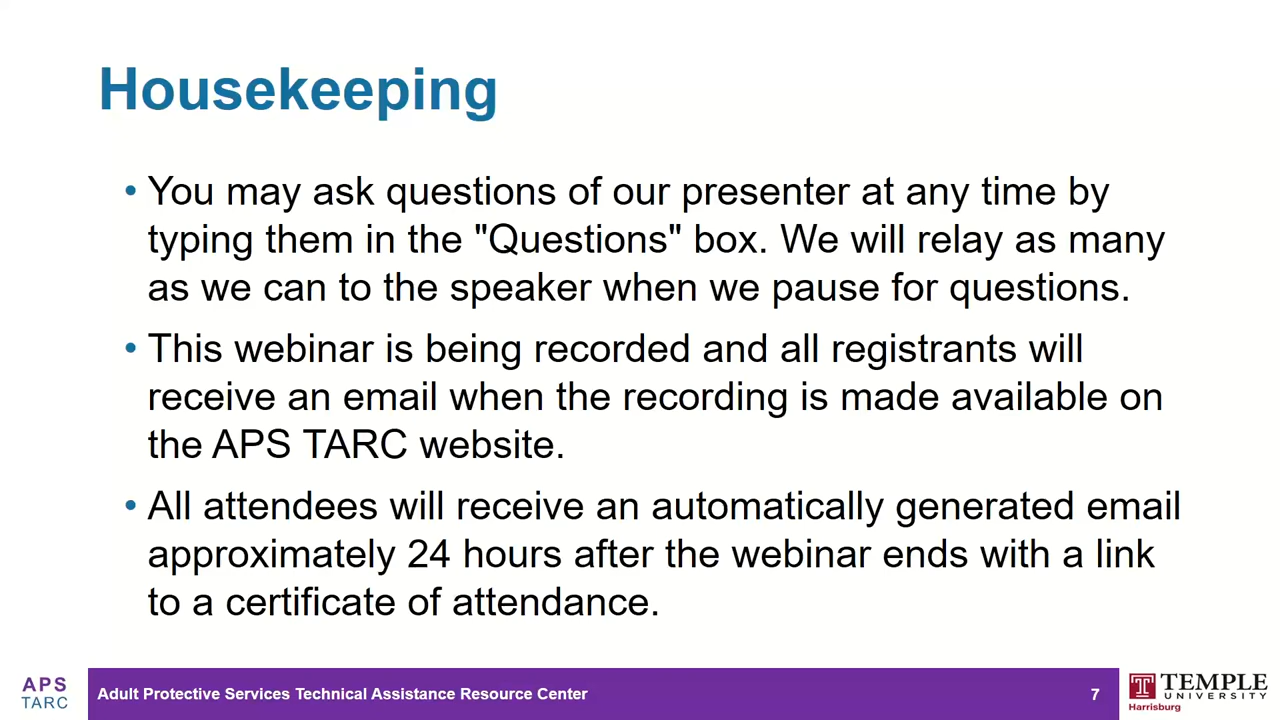 Housekeeping
• You may ask questions of our presenter at any time by
typing them in the "Questions" box. We will relay as many
as we can to the speaker when we pause for questions.
• This webinar is being recorded and all registrants will
receive an email when the recording is made available on
the APS TARC website.
• All attendees will receive an automatically generated email
approximately 24 hours after the webinar ends with a link
to a certificate of attendance.
APS
TARC
Adult Protective Services Technical Assistance Resource Center
7
TEMPLE
UNIVERSITY
Harrisburg